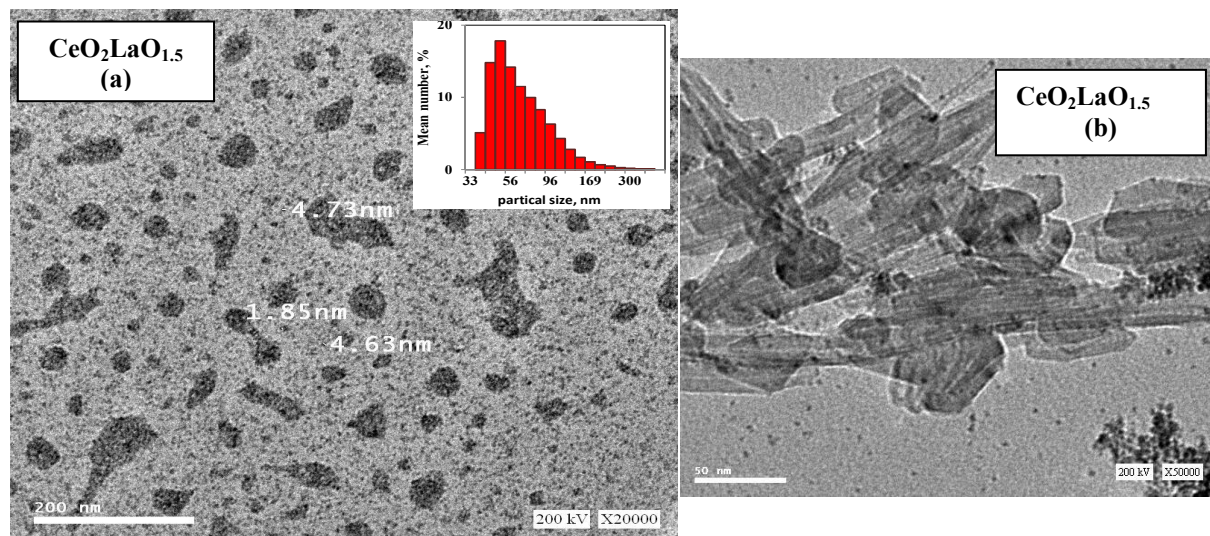 CeO₂LaO₁.₅
(a)
20
10
0
Mean number, %
33 56 96 169 300
partical size, nm
4.73nm
1.85nm
4.63nm
200 nm
200 kV X20000
CeO₂LaO₁.₅
(b)
50 nm
200 kV X50000